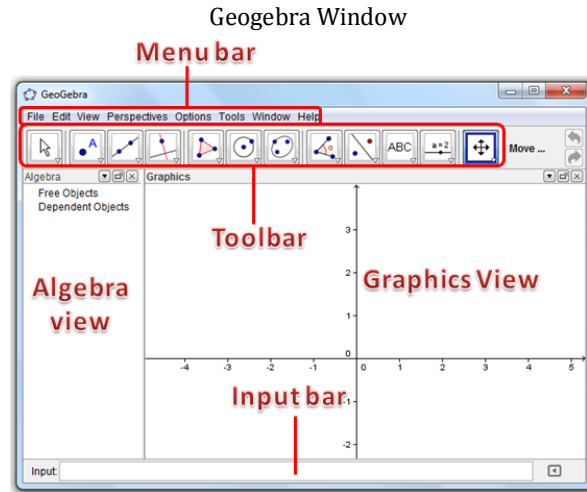 Geogebra Window
Menu bar
GeoGebra
File Edit View Perspectives Options Tools Window Help
A α ABC a=2 Move ...
Algebra Graphics
Free Objects
Dependent Objects
Toolbar
Algebra
view
Graphics View
3
2
1
0
-4 -3 -2 -1 0 1 2 3 4 5
Input bar
-1
-2
Input: